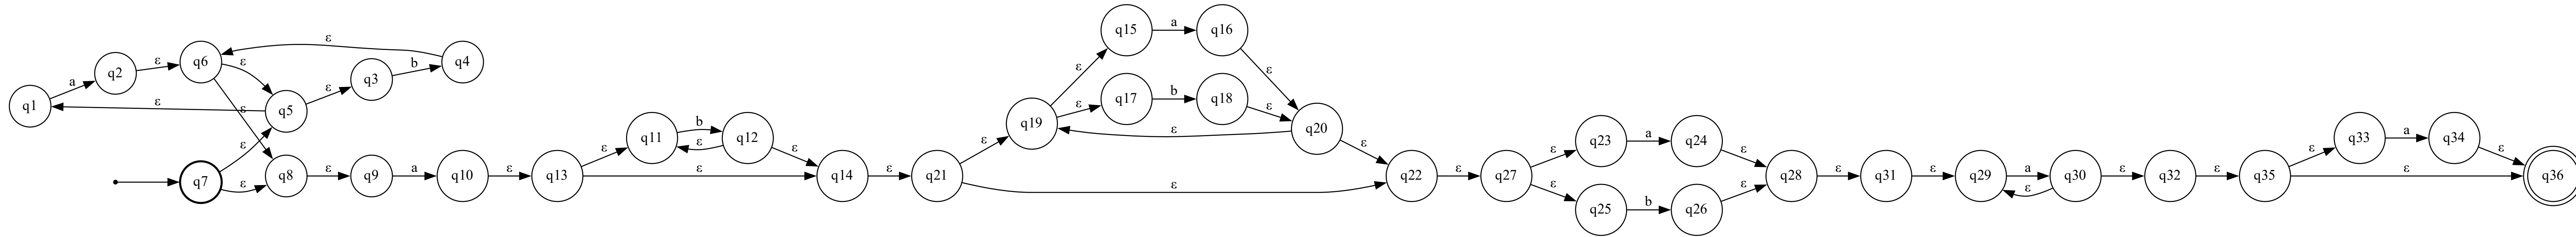 q15 a q16
ε
q6 ε q4
q2 ε
ε b
q3
a ε
ε ε
q1 ε ε q5
q17 b q18
ε ε
q19 ε q20
q11 b q12
ε
ε ε ε
ε ε
q23 a q24
ε ε
q33 a q34
ε ε
q7 ε q8 ε q9 a q10 ε q13 ε q14 ε q21 ε q22 ε q27 q28 ε q31 ε q29 a q30 ε q32 ε q35 ε q36
ε
ε ε
q25 b q26